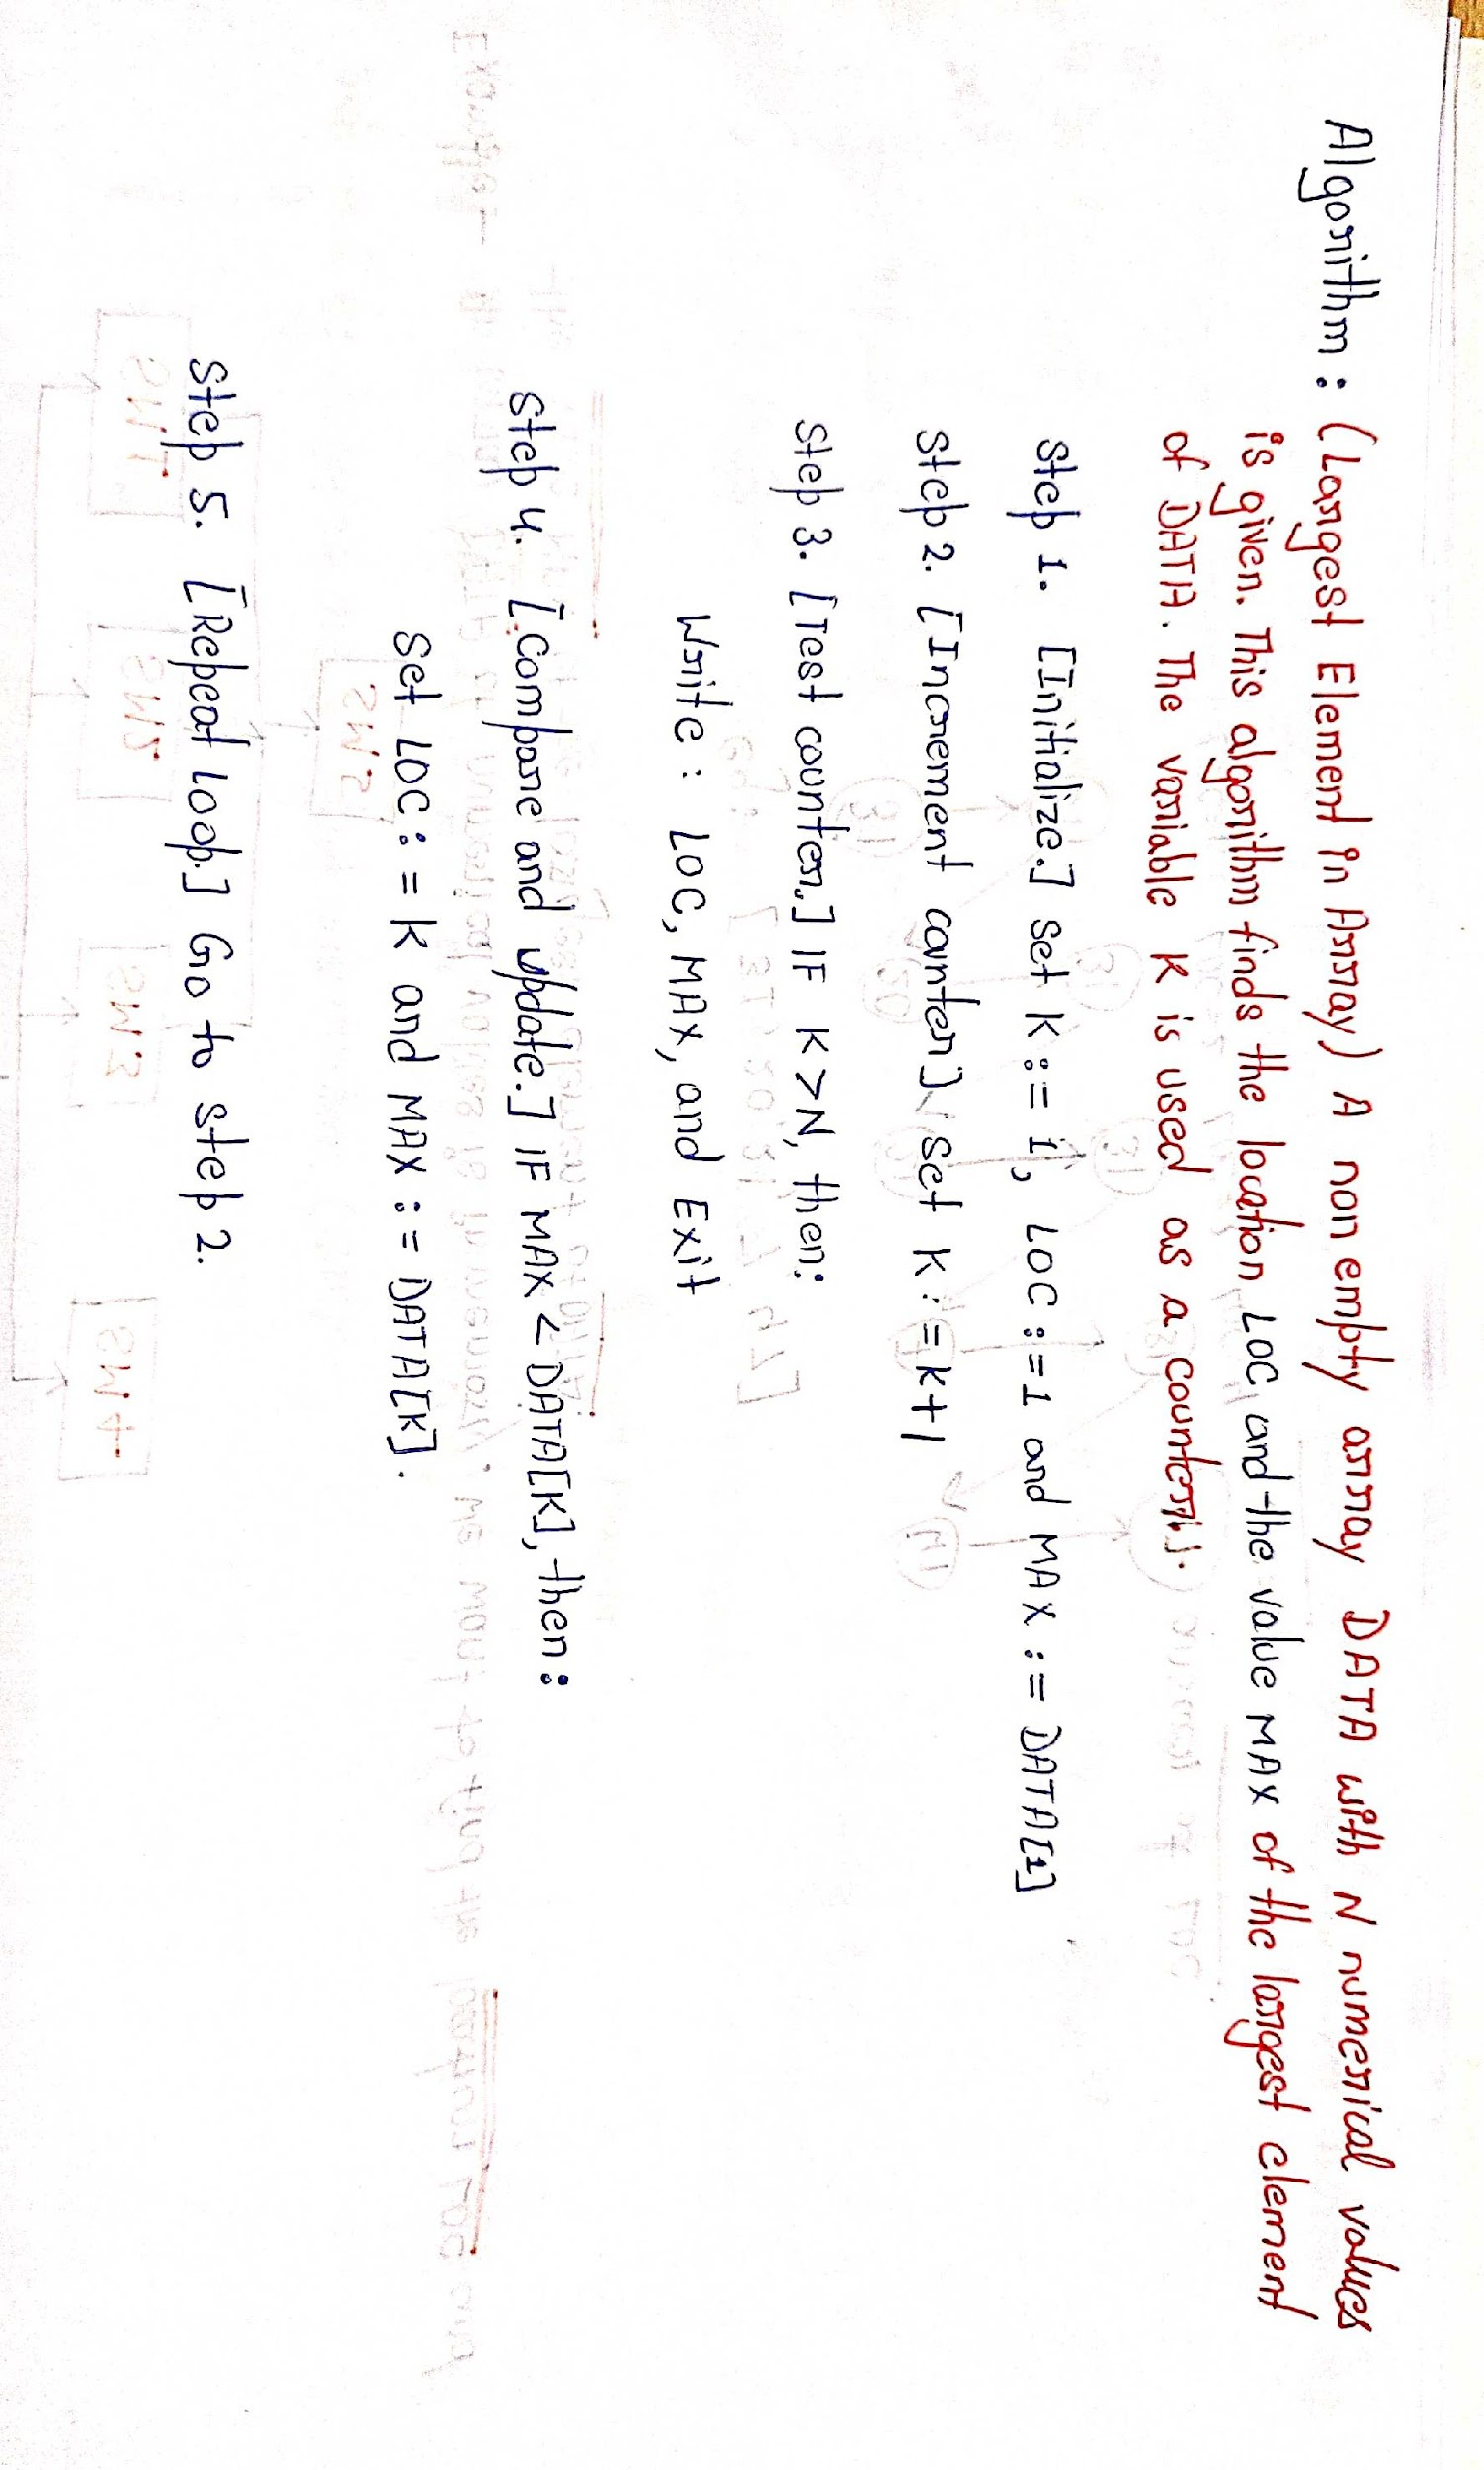 Algorithm : (Largest Element in Array) A non empty array DATA with N numerical values
is given. This algorithm finds the location LOC and the value MAX of the largest element
of DATA. The variable K is used as a counter.
Step 1. [Initialize.] Set K := 1, LOC := 1 and MAX := DATA[1]
Step 2. [Increment counter] Set K := K+1
Step 3. [Test counter.] IF K>N, then:
Write : LOC, MAX, and Exit
Step 4. [Compare and update.] IF MAX < DATA[K], then :
Set LOC : = K and MAX := DATA[K].
Step 5. [Repeat Loop.] Go to step 2.